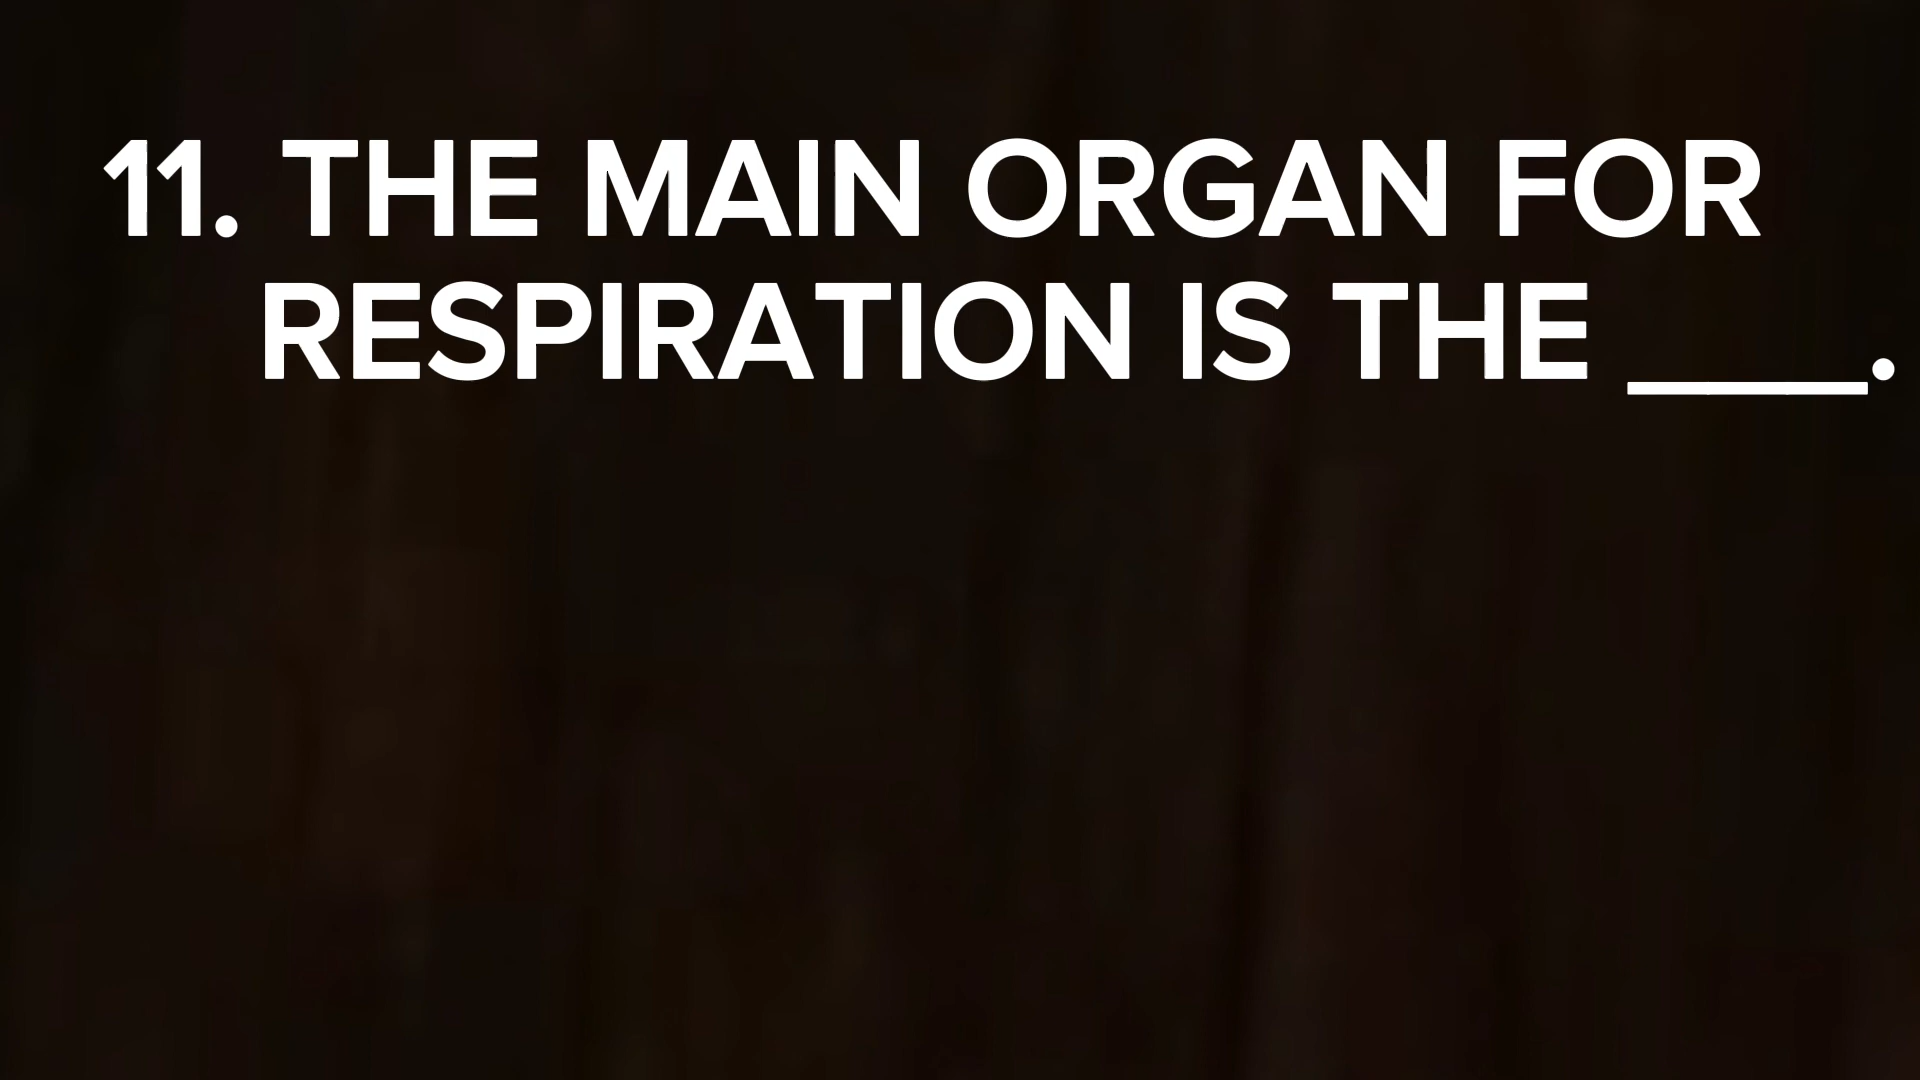 11. THE MAIN ORGAN FOR
RESPIRATION IS THE ____.